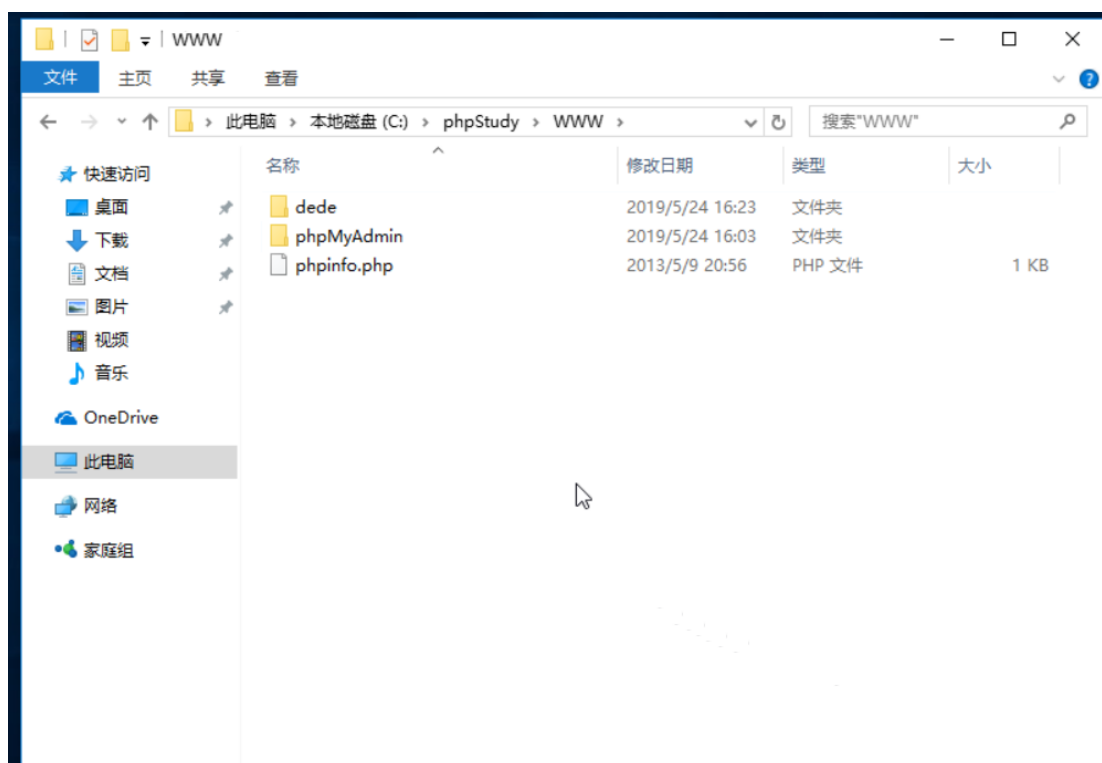 WWW
文件 主页 共享 查看
此电脑 › 本地磁盘 (C:) › phpStudy › WWW › 搜索"WWW"
名称 修改日期 类型 大小
快速访问
桌面
下载
文档
图片
视频
音乐
OneDrive
此电脑
网络
家庭组
dede 2019/5/24 16:23 文件夹
phpMyAdmin 2019/5/24 16:03 文件夹
phpinfo.php 2013/5/9 20:56 PHP 文件 1 KB